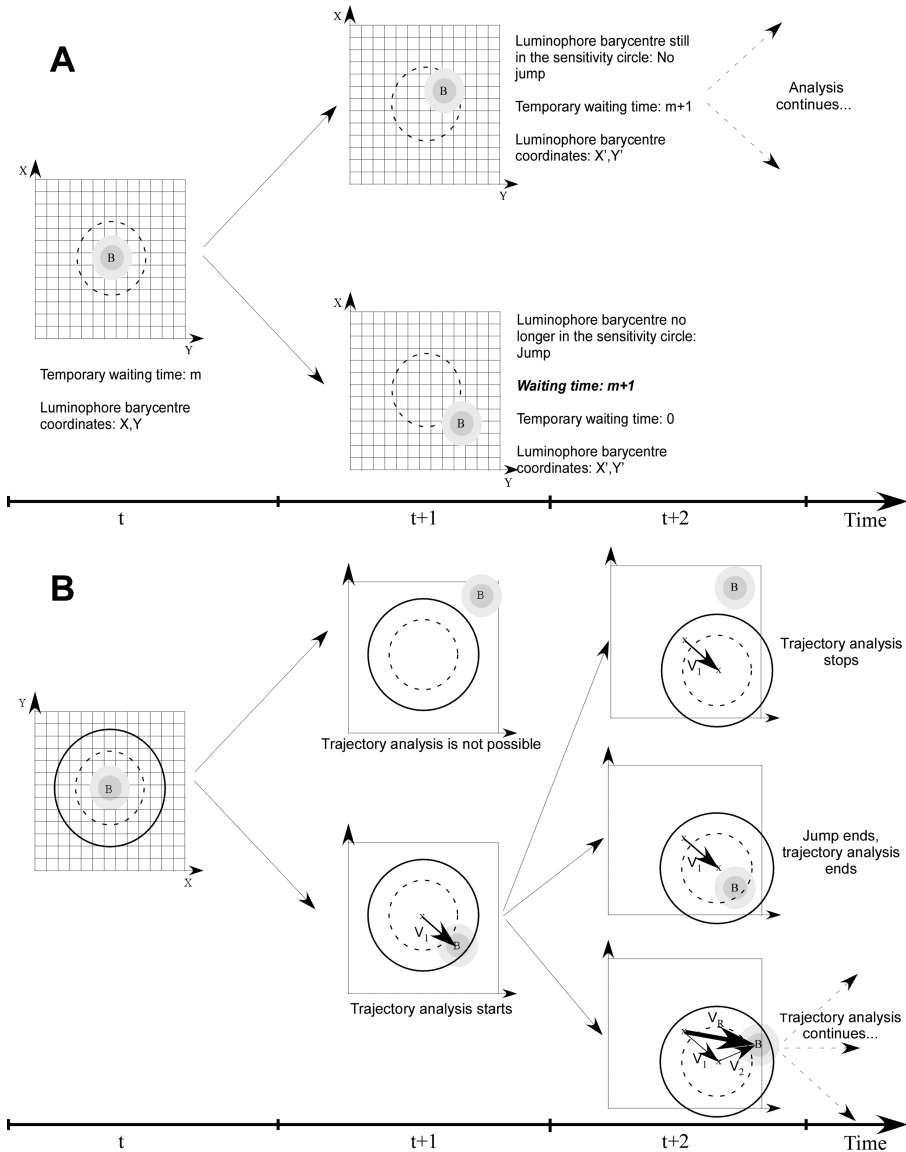 A
X
B
Y
Temporary waiting time: m
Luminophore barycentre
coordinates: X,Y
X
B
Y
Luminophore barycentre still
in the sensitivity circle: No
jump
Temporary waiting time: m+1
Luminophore barycentre
coordinates: X’,Y’
Analysis
continues...
X
B
Y
Luminophore barycentre no
longer in the sensitivity circle:
Jump
Waiting time: m+1
Temporary waiting time: 0
Luminophore barycentre
coordinates: X’,Y’
t
t+1
t+2
Time
B
Y
B
X
B
Trajectory analysis is not possible
x
V1
B
Trajectory analysis starts
B
x
V1
x
Trajectory analysis
stops
x
V1
x
B
Jump ends,
trajectory analysis
ends
VR
x
B
V1
x
V2
Trajectory analysis
continues...
t
t+1
t+2
Time